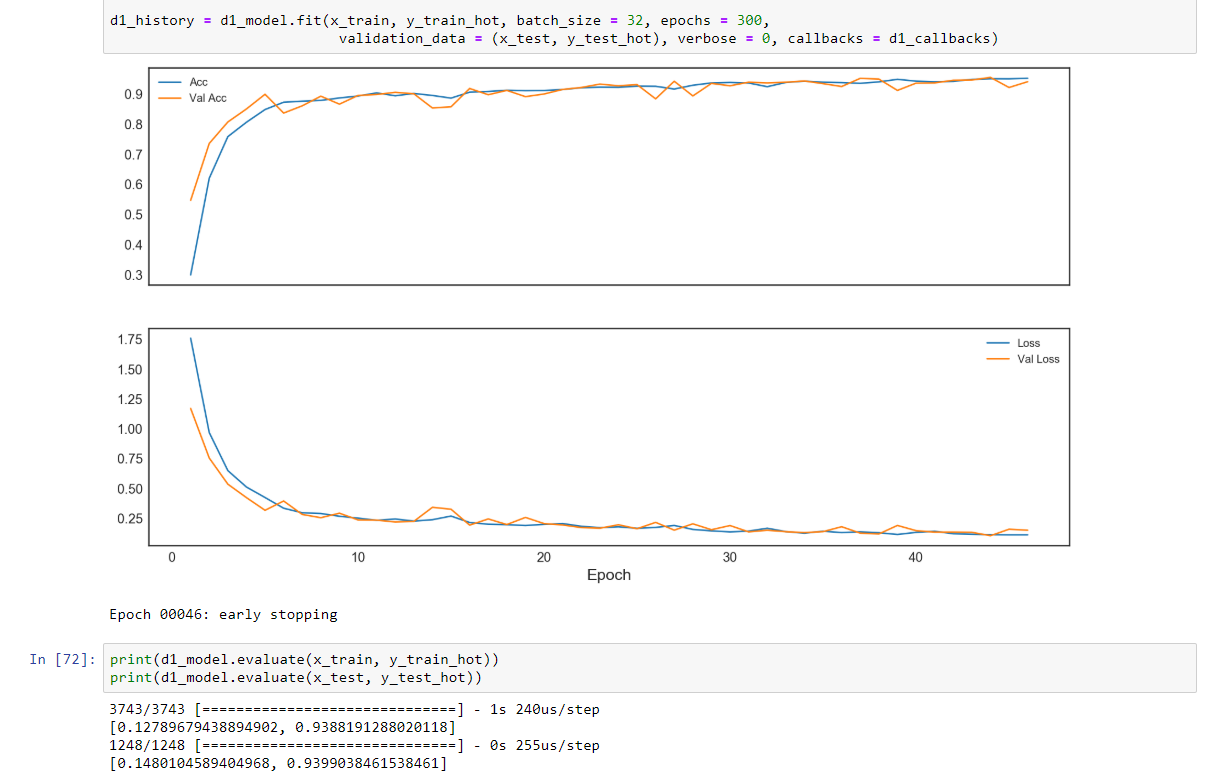 d1_history = d1_model.fit(x_train, y_train_hot, batch_size = 32, epochs = 300,
validation_data = (x_test, y_test_hot), verbose = 0, callbacks = d1_callbacks)
Acc
Val Acc
0.9
0.8
0.7
0.6
0.5
0.4
0.3
Loss
Val Loss
1.75
1.50
1.25
1.00
0.75
0.50
0.25
0 10 20 30 40
Epoch
Epoch 00046: early stopping
In [72]: print(d1_model.evaluate(x_train, y_train_hot))
print(d1_model.evaluate(x_test, y_test_hot))
3743/3743 [==============================] - 1s 240us/step
[0.12789679438894902, 0.9388191288020118]
1248/1248 [==============================] - 0s 255us/step
[0.1480104589404968, 0.9399038461538461]